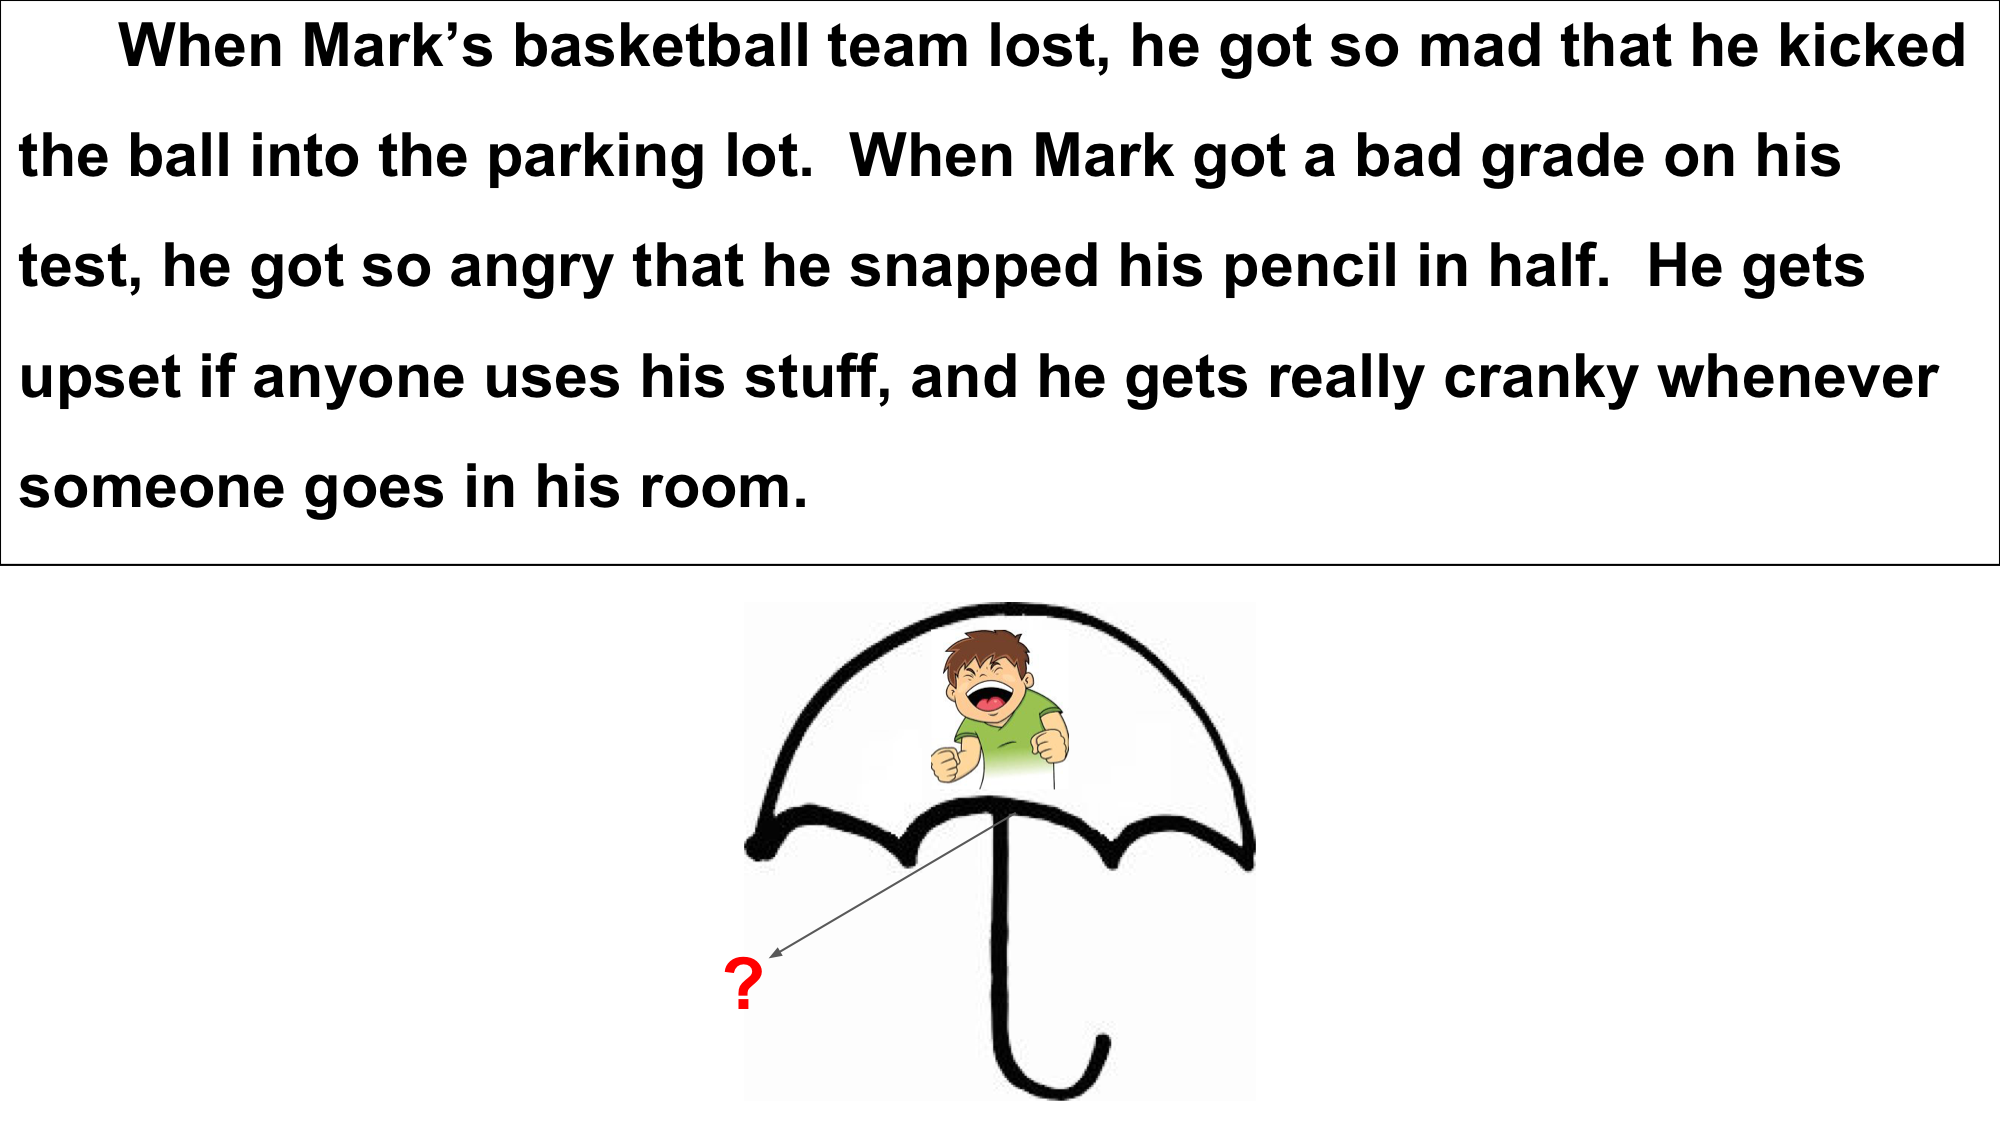 When Mark’s basketball team lost, he got so mad that he kicked
the ball into the parking lot.  When Mark got a bad grade on his
test, he got so angry that he snapped his pencil in half.  He gets
upset if anyone uses his stuff, and he gets really cranky whenever
someone goes in his room.
?